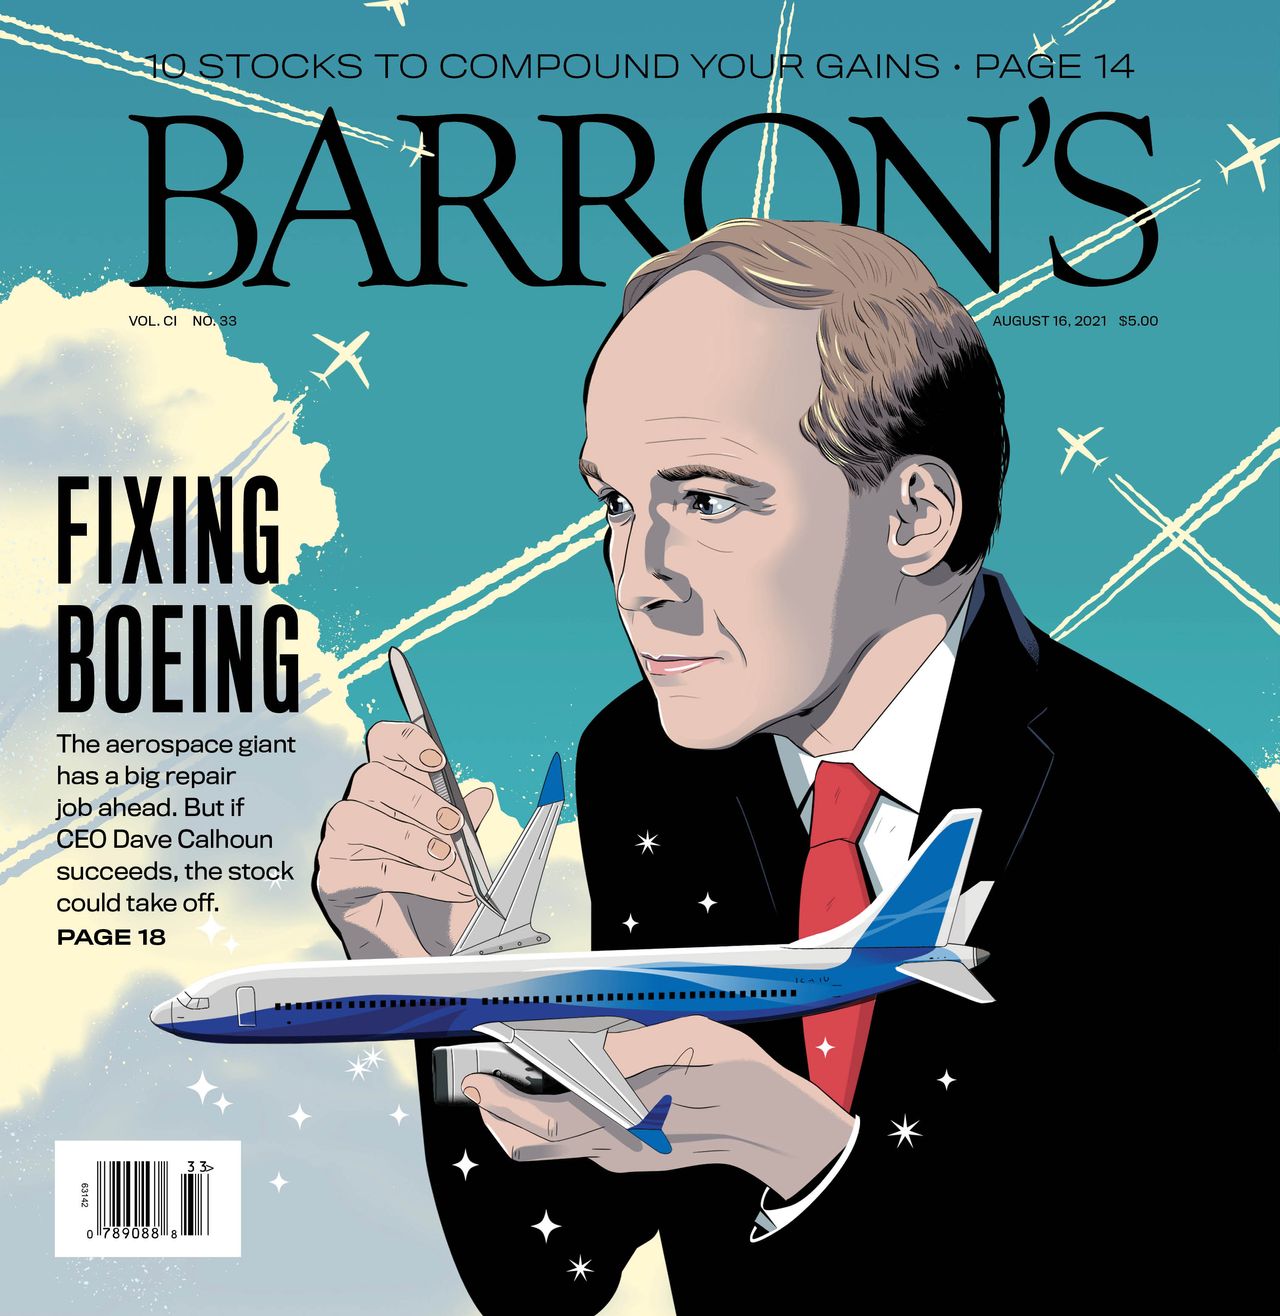 10 STOCKS TO COMPOUND YOUR GAINS • PAGE 14
BARRON'S
VOL. CI NO. 33
AUGUST 16, 2021 $5.00
FIXING
BOEING
The aerospace giant
has a big repair
job ahead. But if
CEO Dave Calhoun
succeeds, the stock
could take off.
PAGE 18
33>
63142
0 789088 8